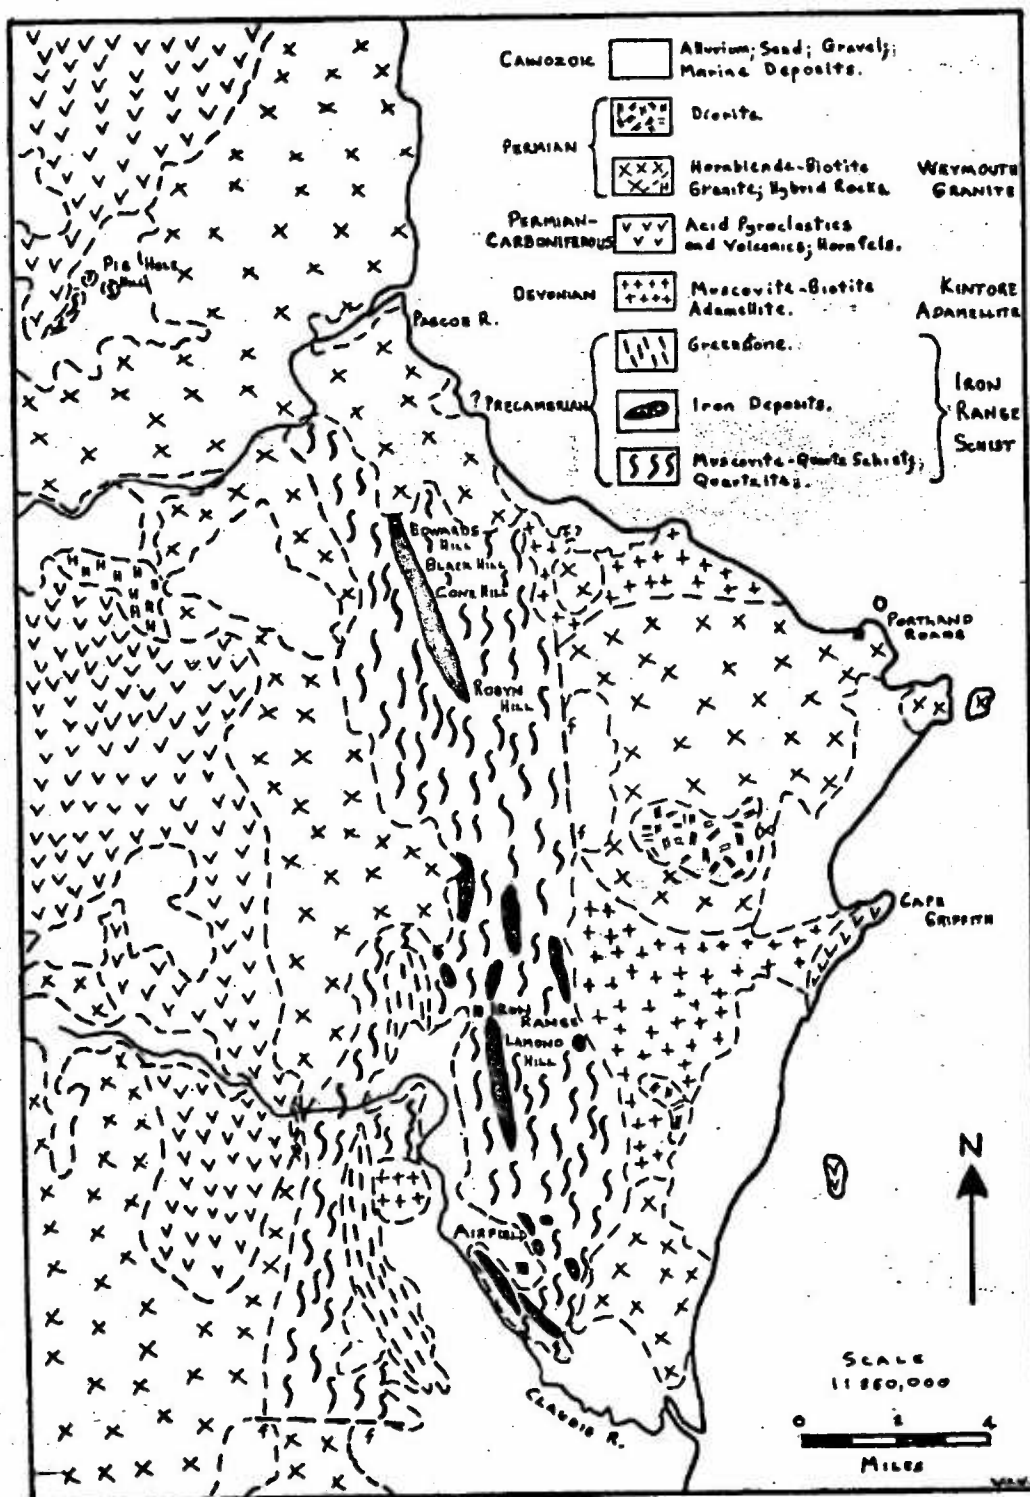 CAINOZOIC
Alluvium; Sand; Gravels;
Marine Deposits.
PERMIAN
Diorite
Hornblende-Biotite
Granite; Hybrid Rocks.
WEYMOUTH
GRANITE
PERMIAN-
CARBONIFEROUS
Acid Pyroclastics
and Volcanics; Hornfels.
DEVONIAN
Muscovite-Biotite
Adamellite.
KINTORE
ADAMELLITE
? PRECAMBRIAN
Greenstone.
Iron Deposits.
Muscovite-Quartz Schists;
Quartzites.
IRON
RANGE
SCHIST
PIG HOLE
PASCOE R.
EDWARDS
HILL
BLACK HILL
CONE HILL
ROBYN
HILL
PORTLAND
ROADS
CAPE
GRIFFITH
IRON
RANGE
LAMOND
HILL
AIRFIELD
CLAUDIE R.
N
SCALE
1:1 860,000
0 2 4
MILES